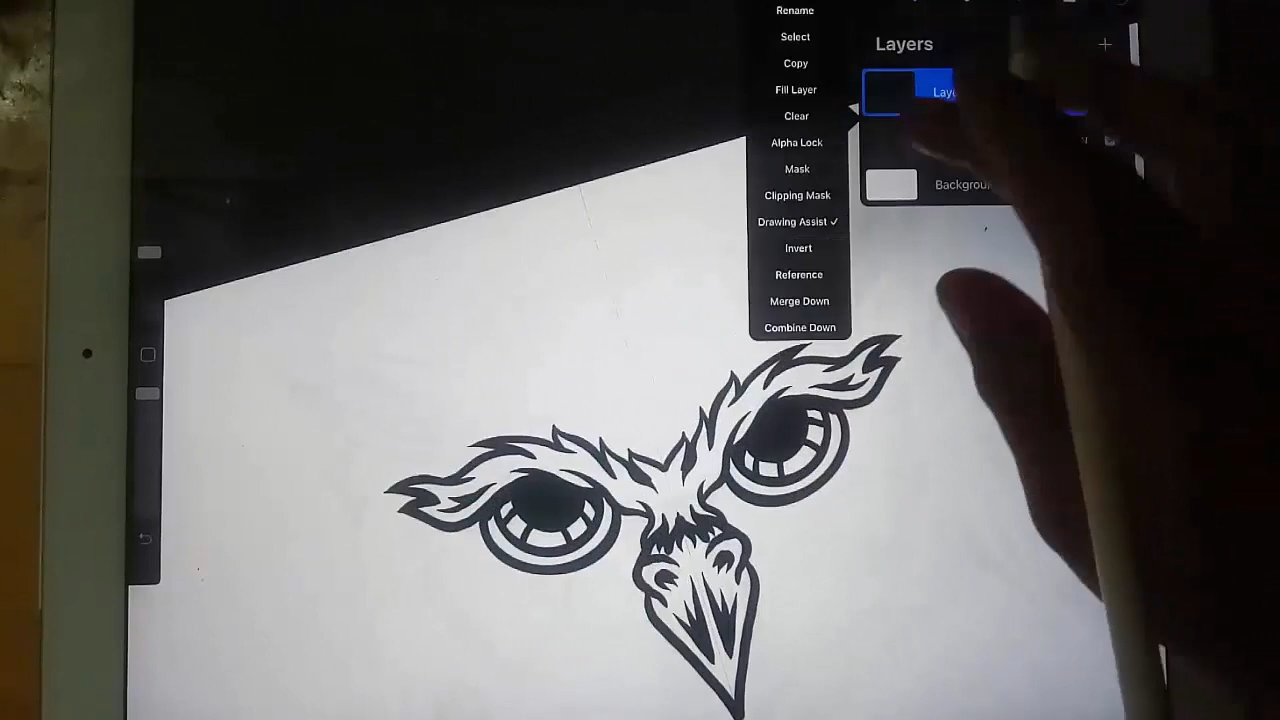 Rename
Select
Copy
Fill Layer
Clear
Alpha Lock
Mask
Clipping Mask
Drawing Assist ✓
Invert
Reference
Merge Down
Combine Down
Layers